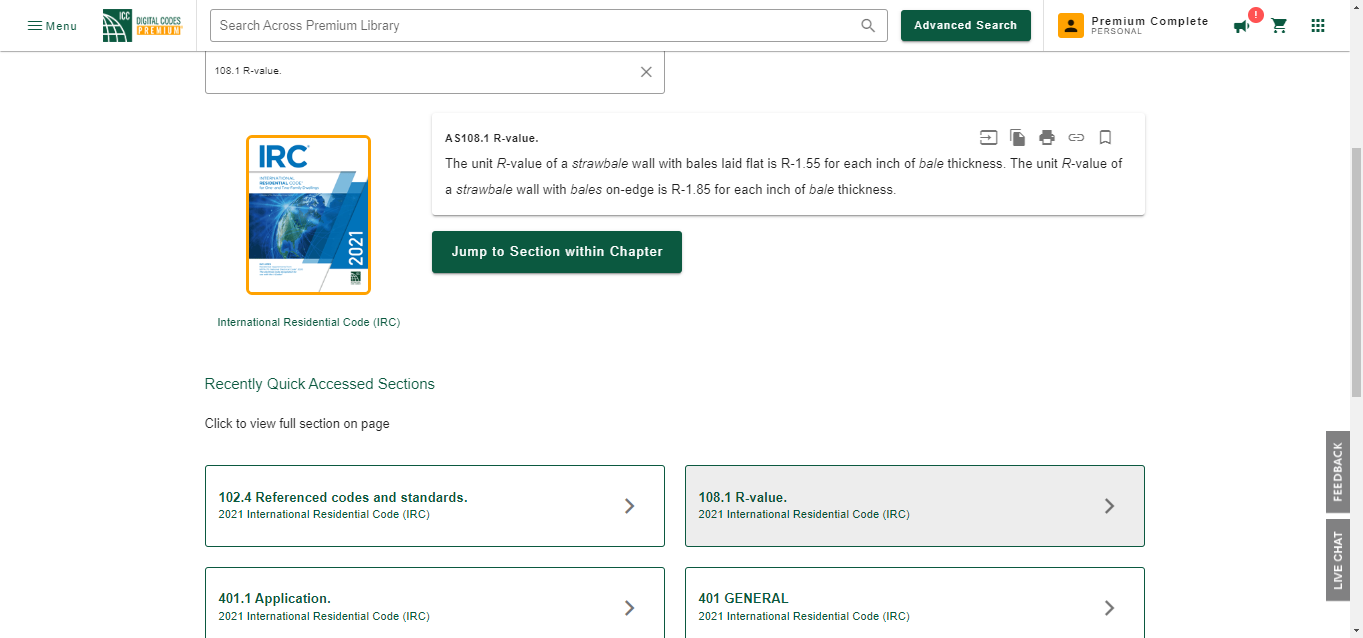 Menu
ICC
DIGITAL CODES
PREMIUM
Search Across Premium Library
Advanced Search
Premium Complete
PERSONAL
!
108.1 R-value.
IRC
INTERNATIONAL
RESIDENTIAL CODE
for One- and Two-Family Dwellings
2021
AS108.1 R-value.
The unit R-value of a strawbale wall with bales laid flat is R-1.55 for each inch of bale thickness. The unit R-value of
a strawbale wall with bales on-edge is R-1.85 for each inch of bale thickness.
Jump to Section within Chapter
International Residential Code (IRC)
Recently Quick Accessed Sections
Click to view full section on page
102.4 Referenced codes and standards.
2021 International Residential Code (IRC)
108.1 R-value.
2021 International Residential Code (IRC)
401.1 Application.
2021 International Residential Code (IRC)
401 GENERAL
2021 International Residential Code (IRC)
FEEDBACK
LIVE CHAT